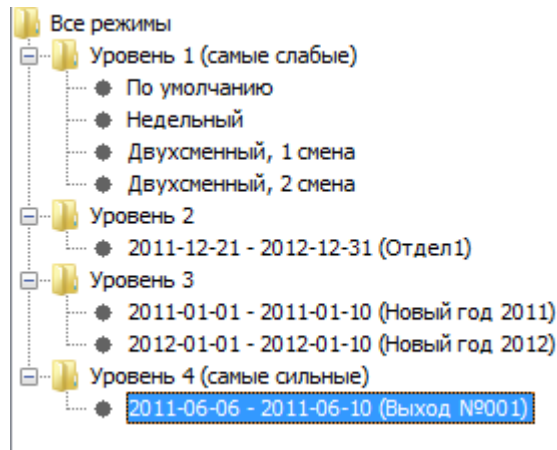 Все режимы
Уровень 1 (самые слабые)
По умолчанию
Недельный
Двухсменный, 1 смена
Двухсменный, 2 смена
Уровень 2
2011-12-21 - 2012-12-31 (Отдел1)
Уровень 3
2011-01-01 - 2011-01-10 (Новый год 2011)
2012-01-01 - 2012-01-10 (Новый год 2012)
Уровень 4 (самые сильные)
2011-06-06 - 2011-06-10 (Выход №001)